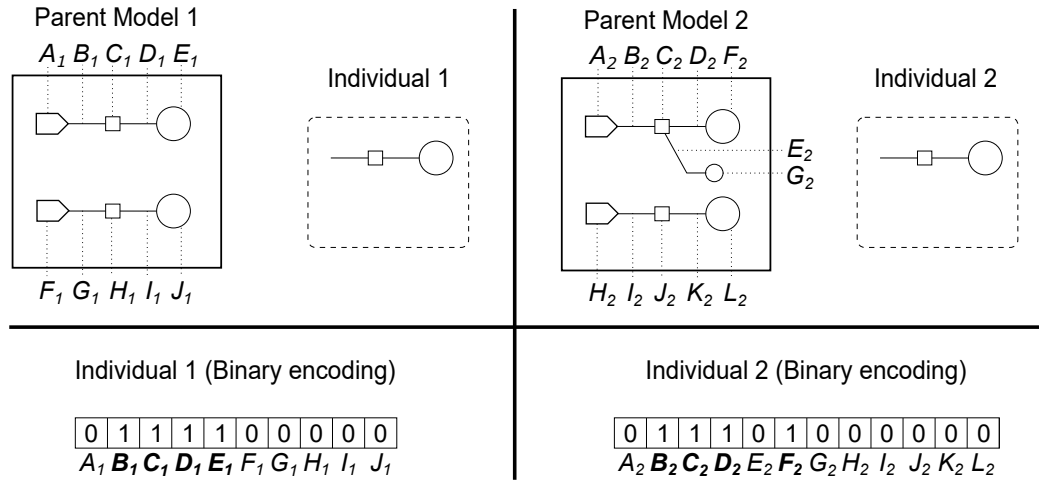 Parent Model 1
A₁ B₁ C₁ D₁ E₁
Individual 1
F₁ G₁ H₁ I₁ J₁
Parent Model 2
A₂ B₂ C₂ D₂ F₂
Individual 2
E₂
G₂
H₂ I₂ J₂ K₂ L₂
Individual 1 (Binary encoding)
0 1 1 1 1 0 0 0 0 0
A₁ B₁ C₁ D₁ E₁ F₁ G₁ H₁ I₁ J₁
Individual 2 (Binary encoding)
0 1 1 1 0 1 0 0 0 0 0 0
A₂ B₂ C₂ D₂ E₂ F₂ G₂ H₂ I₂ J₂ K₂ L₂